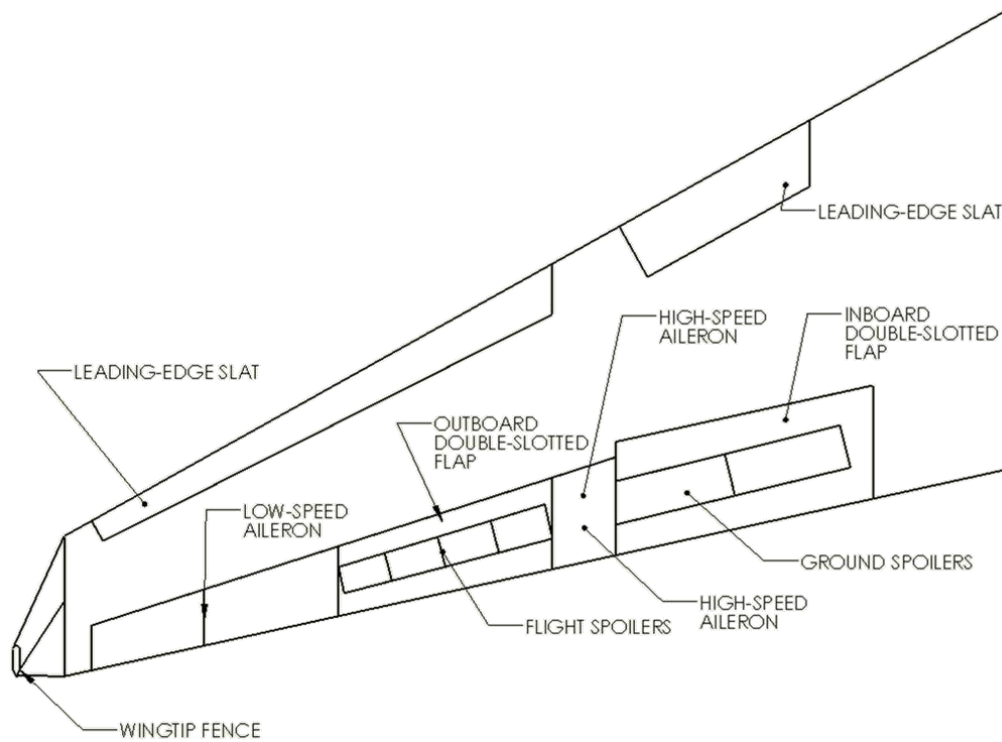 LEADING-EDGE SLAT
HIGH-SPEED
AILERON
INBOARD
DOUBLE-SLOTTED
FLAP
LEADING-EDGE SLAT
OUTBOARD
DOUBLE-SLOTTED
FLAP
LOW-SPEED
AILERON
GROUND SPOILERS
HIGH-SPEED
AILERON
FLIGHT SPOILERS
WINGTIP FENCE